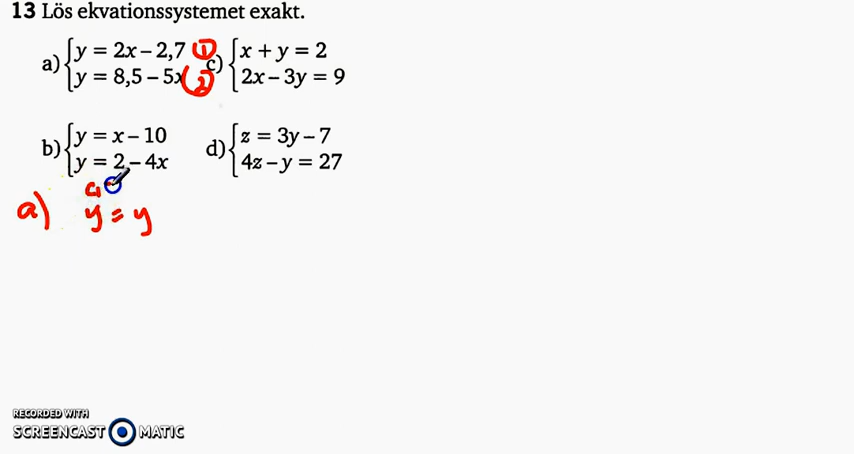 13 Lös ekvationssystemet exakt.
a) y = 2x – 2,7 ①
y = 8,5 – 5x ②
c) x + y = 2
2x – 3y = 9
b) y = x – 10
y = 2 – 4x
d) z = 3y – 7
4z – y = 27
a) y = y
RECORDED WITH
SCREENCAST MATIC